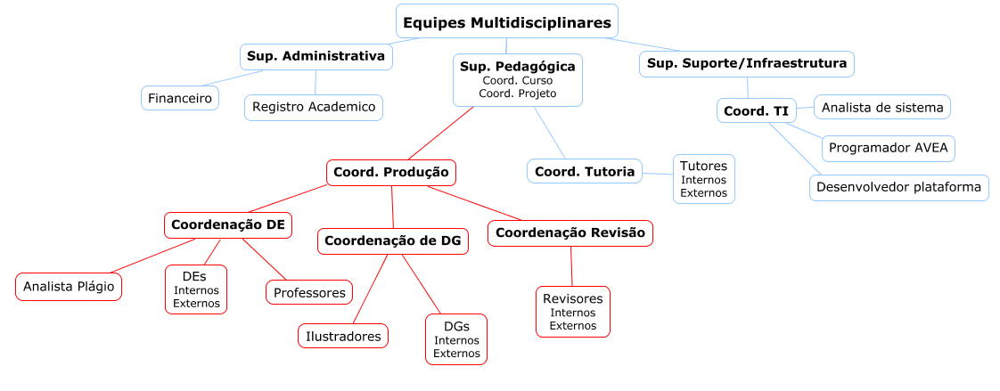 Equipes Multidisciplinares
Sup. Administrativa
Financeiro
Registro Academico
Sup. Pedagógica
Coord. Curso
Coord. Projeto
Sup. Suporte/Infraestrutura
Coord. TI
Analista de sistema
Programador AVEA
Desenvolvedor plataforma
Coord. Produção
Coord. Tutoria
Tutores
Internos
Externos
Coordenação DE
Analista Plágio
DEs
Internos
Externos
Professores
Coordenação de DG
Ilustradores
DGs
Internos
Externos
Coordenação Revisão
Revisores
Internos
Externos